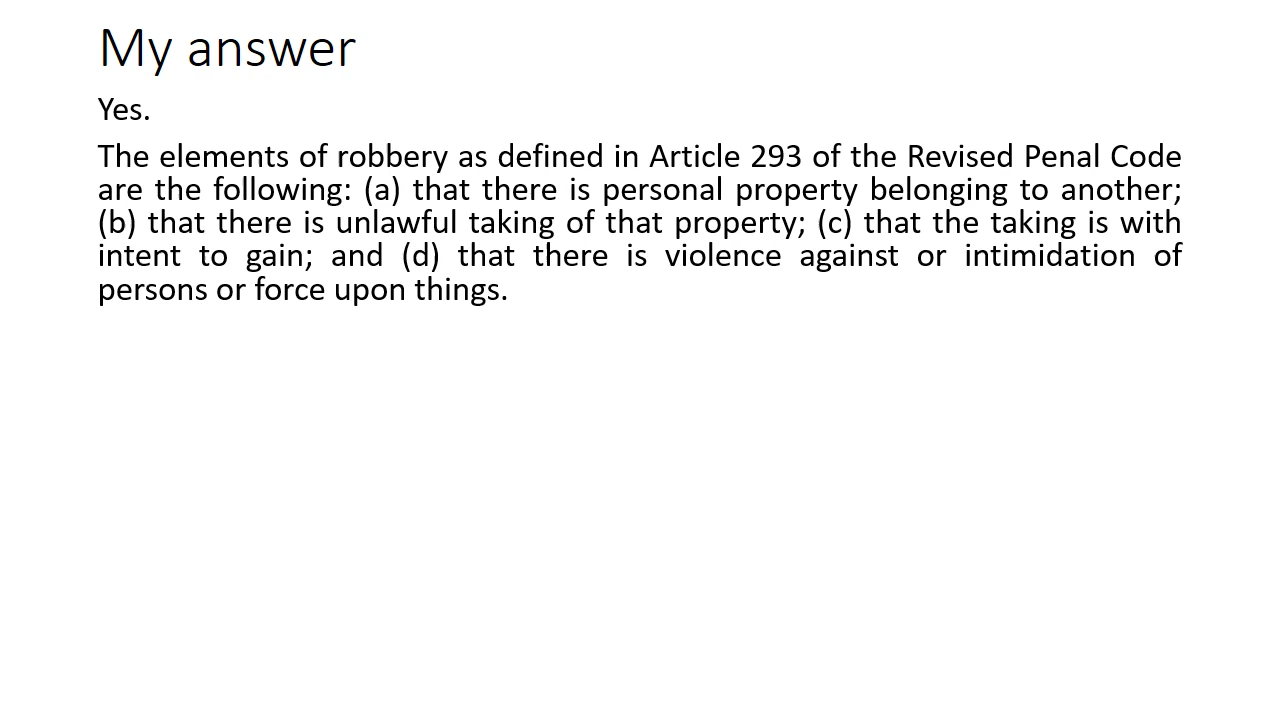 My answer
Yes.
The elements of robbery as defined in Article 293 of the Revised Penal Code
are the following: (a) that there is personal property belonging to another;
(b) that there is unlawful taking of that property; (c) that the taking is with
intent to gain; and (d) that there is violence against or intimidation of
persons or force upon things.